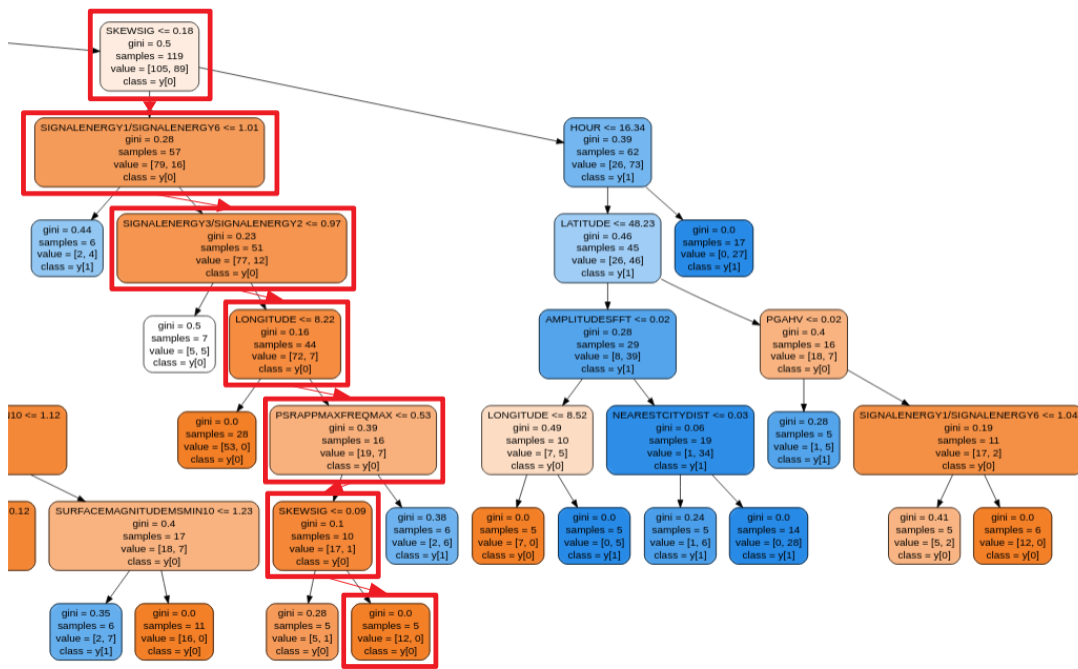 SKEWSIG <= 0.18
gini = 0.5
samples = 119
value = [105, 89]
class = y[0]
SIGNALENERGY1/SIGNALENERGY6 <= 1.01
gini = 0.28
samples = 57
value = [79, 16]
class = y[0]
HOUR <= 16.34
gini = 0.39
samples = 62
value = [26, 73]
class = y[1]
gini = 0.44
samples = 6
value = [2, 4]
class = y[1]
SIGNALENERGY3/SIGNALENERGY2 <= 0.97
gini = 0.23
samples = 51
value = [77, 12]
class = y[0]
LATITUDE <= 48.23
gini = 0.46
samples = 45
value = [26, 46]
class = y[1]
gini = 0.0
samples = 17
value = [0, 27]
class = y[1]
gini = 0.5
samples = 7
value = [5, 5]
class = y[0]
LONGITUDE <= 8.22
gini = 0.16
samples = 44
value = [72, 7]
class = y[0]
AMPLITUDESFFT <= 0.02
gini = 0.28
samples = 29
value = [8, 39]
class = y[1]
PGAHV <= 0.02
gini = 0.4
samples = 16
value = [18, 7]
class = y[0]
10 <= 1.12
gini = 0.0
samples = 28
value = [53, 0]
class = y[0]
PSRAPPMAXFREQMAX <= 0.53
gini = 0.39
samples = 16
value = [19, 7]
class = y[0]
LONGITUDE <= 8.52
gini = 0.49
samples = 10
value = [7, 5]
class = y[0]
NEARESTCITYDIST <= 0.03
gini = 0.06
samples = 19
value = [1, 34]
class = y[1]
gini = 0.28
samples = 5
value = [1, 5]
class = y[1]
SIGNALENERGY1/SIGNALENERGY6 <= 1.04
gini = 0.19
samples = 11
value = [17, 2]
class = y[0]
0.12
SURFACEMAGNITUDEMSMIN10 <= 1.23
gini = 0.4
samples = 17
value = [18, 7]
class = y[0]
SKEWSIG <= 0.09
gini = 0.1
samples = 10
value = [17, 1]
class = y[0]
gini = 0.38
samples = 6
value = [2, 6]
class = y[1]
gini = 0.0
samples = 5
value = [7, 0]
class = y[0]
gini = 0.0
samples = 5
value = [0, 5]
class = y[1]
gini = 0.24
samples = 5
value = [1, 6]
class = y[1]
gini = 0.0
samples = 14
value = [0, 28]
class = y[1]
gini = 0.41
samples = 5
value = [5, 2]
class = y[0]
gini = 0.0
samples = 6
value = [12, 0]
class = y[0]
gini = 0.35
samples = 6
value = [2, 7]
class = y[1]
gini = 0.0
samples = 11
value = [16, 0]
class = y[0]
gini = 0.28
samples = 5
value = [5, 1]
class = y[0]
gini = 0.0
samples = 5
value = [12, 0]
class = y[0]